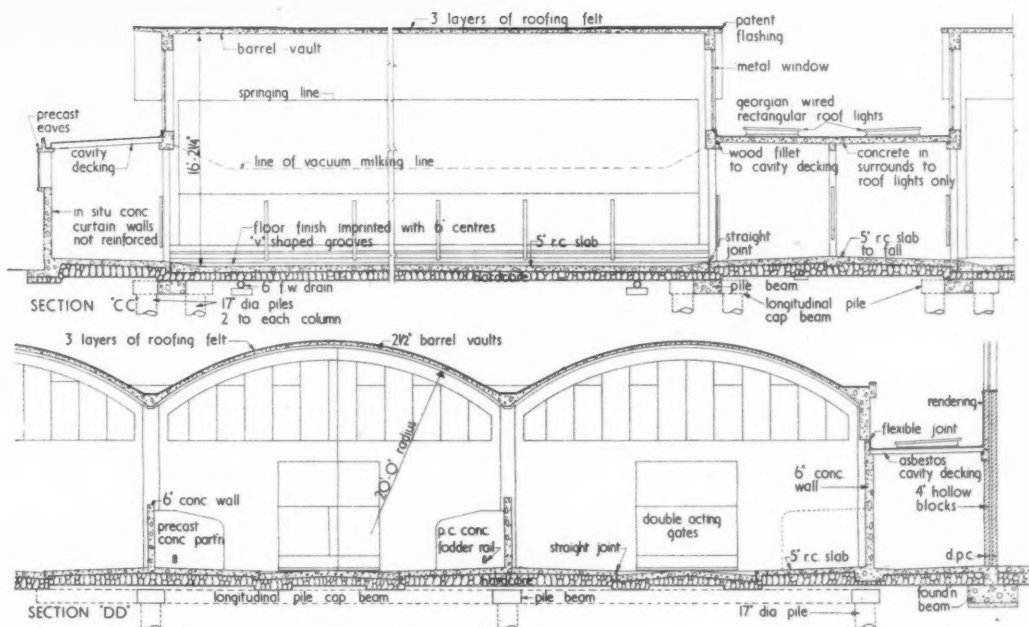 3 layers of roofing felt
patent
flashing
barrel vault
metal window
springing line
georgian wired
rectangular roof lights
precast
eaves
cavity
decking
16'-2¼"
line of vacuum milking line
wood fillet
to cavity decking
concrete in
surrounds to
roof lights only
in situ conc
curtain walls
not reinforced
floor finish imprinted with 6" centres
"v" shaped grooves
5" r.c. slab
straight
joint
5" r.c. slab
to fall
hardcore
6" f.w drain
pile beam
SECTION "CC"
17" dia piles
2 to each column
longitudinal pile
cap beam
3 layers of roofing felt
2½" barrel vaults
20'-0" radius
rendering
flexible joint
asbestos
cavity decking
6" conc wall
6" conc.
wall
4" hollow
blocks
precast
conc part'n
p.c. conc.
fodder rail
double acting
gates
straight joint
5" r.c. slab
d.p.c.
hardcore
longitudinal pile cap beam
pile beam
17" dia pile
found'n
beam
SECTION "DD"